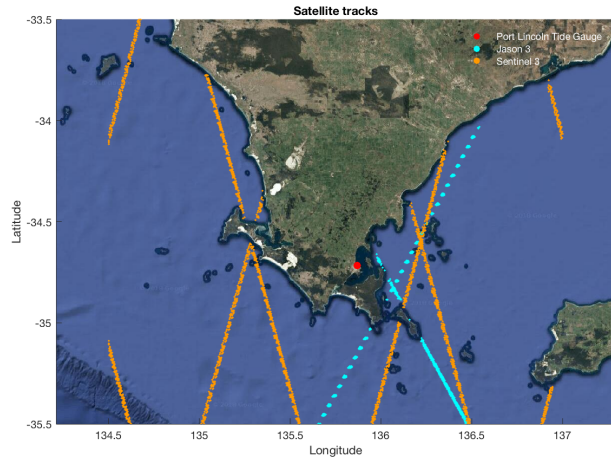 Satellite tracks
Port Lincoln Tide Gauge
Jason 3
Sentinel 3
-33.5
-34
-34.5
-35
-35.5
Latitude
134.5
135
135.5
136
136.5
137
Longitude